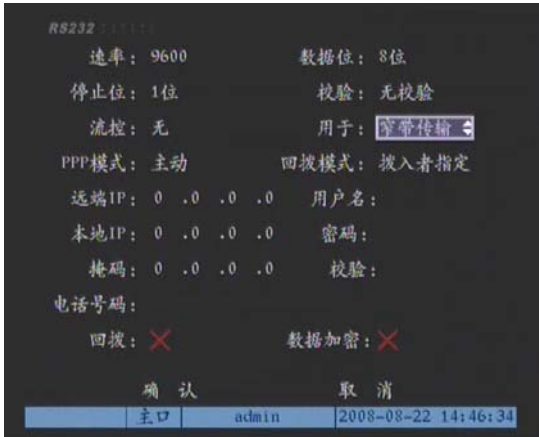 RS232
速率： 9600 数据位： 8位
停止位： 1位 校验： 无校验
流控： 无 用于： 窄带传输
PPP模式： 主动 回拨模式： 拨入者指定
远端IP： 0 .0 .0 .0 用户名：
本地IP： 0 .0 .0 .0 密码：
掩码： 0 .0 .0 .0 校验：
电话号码：
回拨： 数据加密：
确 认 取 消
主口 admin 2008-08-22 14:46:34